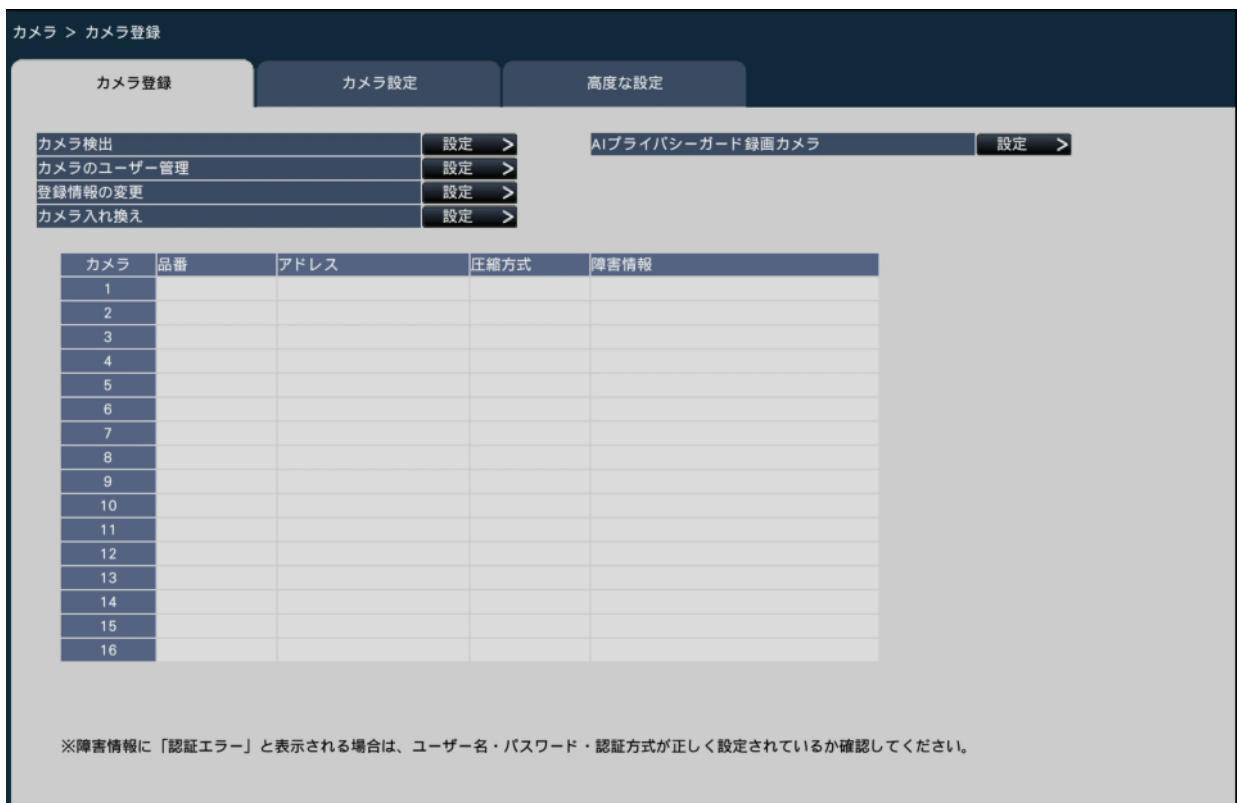 カメラ > カメラ登録
カメラ登録 カメラ設定 高度な設定
カメラ検出 設定 > AIプライバシーガード録画カメラ 設定 >
カメラのユーザー管理 設定 >
登録情報の変更 設定 >
カメラ入れ換え 設定 >
カメラ 品番 アドレス 圧縮方式 障害情報
1
2
3
4
5
6
7
8
9
10
11
12
13
14
15
16
※障害情報に「認証エラー」と表示される場合は、ユーザー名・パスワード・認証方式が正しく設定されているか確認してください。